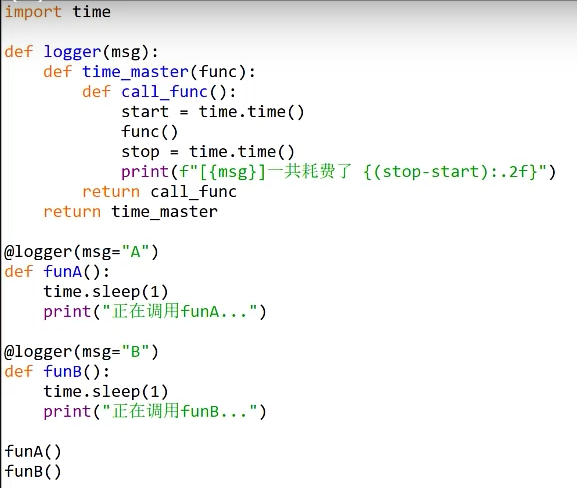 import time

def logger(msg):
    def time_master(func):
        def call_func():
            start = time.time()
            func()
            stop = time.time()
            print(f"[{msg}]一共耗费了 {(stop-start):.2f}")
        return call_func
    return time_master

@logger(msg="A")
def funA():
    time.sleep(1)
    print("正在调用funA...")

@logger(msg="B")
def funB():
    time.sleep(1)
    print("正在调用funB...")

funA()
funB()